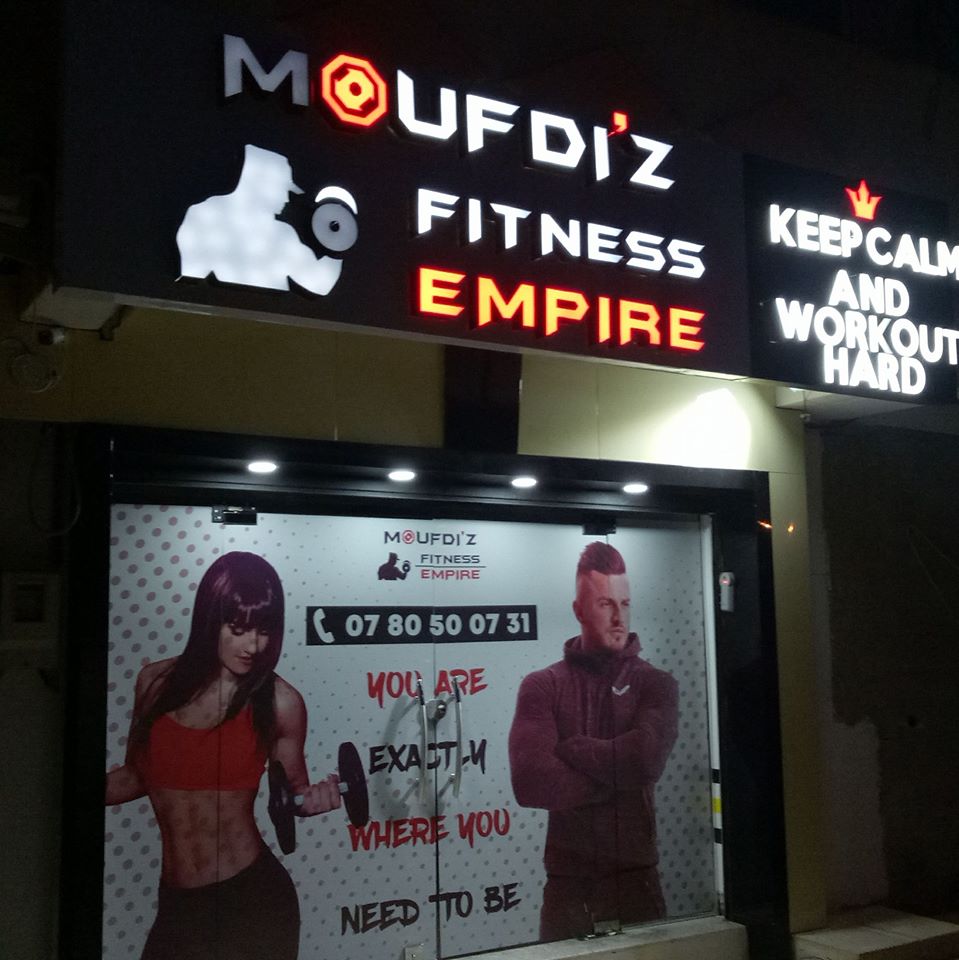 MOUFDI'Z
FITNESS
EMPIRE
KEEP CALM
AND
WORKOUT
HARD
MOUFDI'Z
FITNESS
EMPIRE
07 80 50 07 31
YOU ARE
EXACTLY
WHERE YOU
NEED TO BE